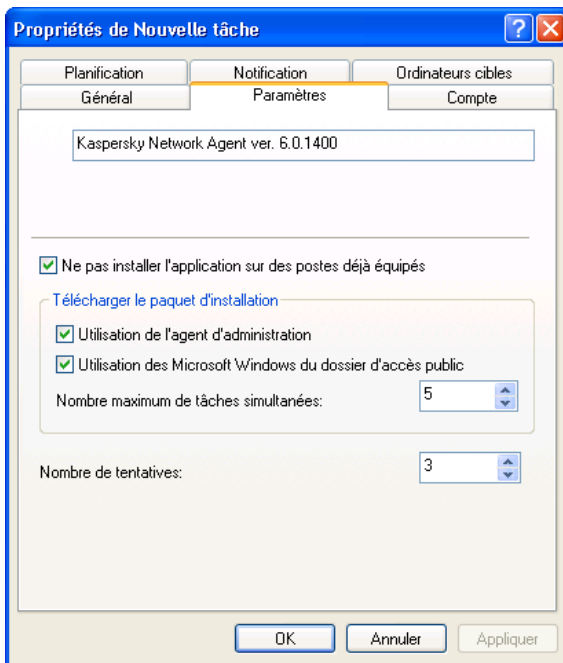 Propriétés de Nouvelle tâche
Planification
Notification
Ordinateurs cibles
Général
Paramètres
Compte
Kaspersky Network Agent ver. 6.0.1400
Ne pas installer l'application sur des postes déjà équipés
Télécharger le paquet d'installation
Utilisation de l'agent d'administration
Utilisation des Microsoft Windows du dossier d'accès public
Nombre maximum de tâches simultanées: 5
Nombre de tentatives: 3
OK
Annuler
Appliquer